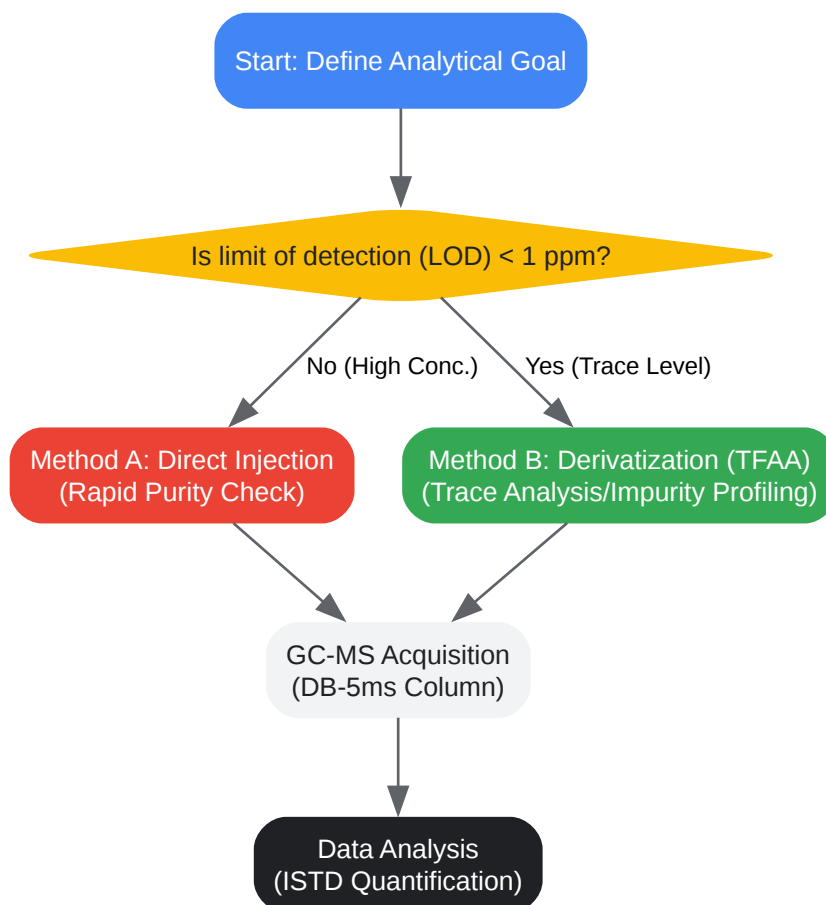 Start: Define Analytical Goal
Is limit of detection (LOD) < 1 ppm?
No (High Conc.)
Yes (Trace Level)
Method A: Direct Injection
(Rapid Purity Check)
Method B: Derivatization (TFAA)
(Trace Analysis/Impurity Profiling)
GC-MS Acquisition
(DB-5ms Column)
Data Analysis
(ISTD Quantification)